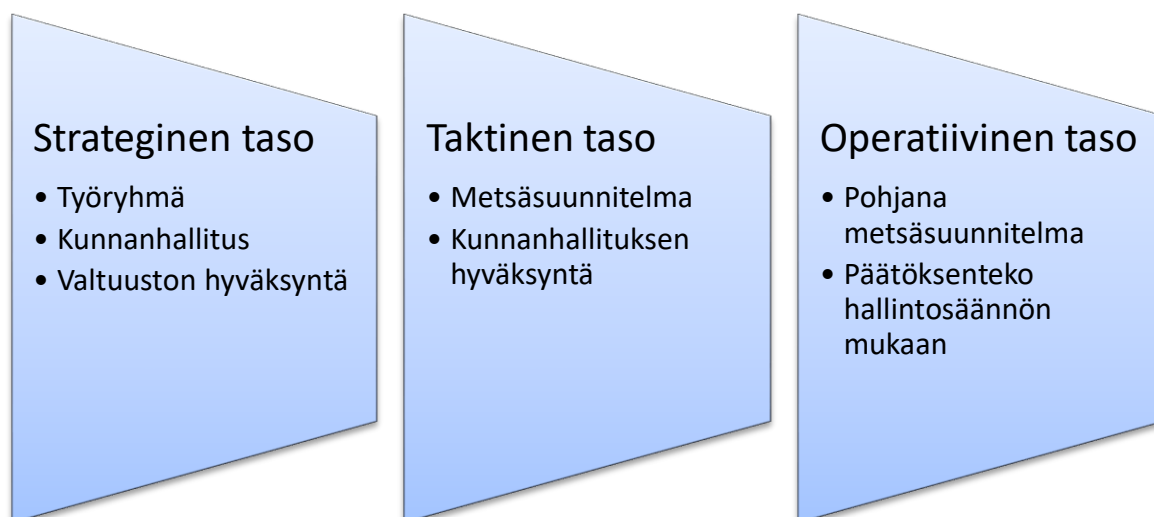 Strateginen taso
• Työryhmä
• Kunnanhallitus
• Valtuuston hyväksyntä
Taktinen taso
• Metsäsuunnitelma
• Kunnanhallituksen
hyväksyntä
Operatiivinen taso
• Pohjana
metsäsuunnitelma
• Päätöksenteko
hallintosäännön
mukaan